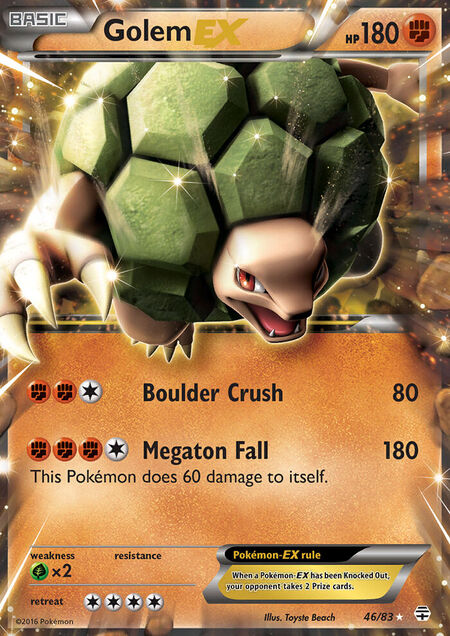 BASIC
Golem EX
HP 180
Boulder Crush 80
Megaton Fall 180
This Pokémon does 60 damage to itself.
weakness resistance
×2
Pokémon-EX rule
When a Pokémon-EX has been Knocked Out,
your opponent takes 2 Prize cards.
retreat
©2016 Pokémon
Illus. Toyste Beach
46/83